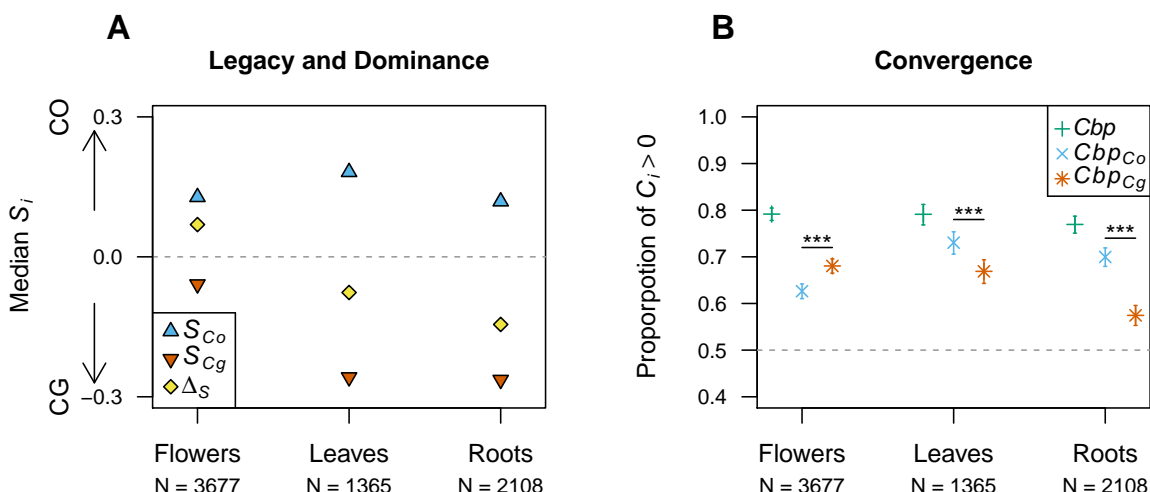 A
Legacy and Dominance
Median S_i
CO
CG
0.3
0.0
−0.3
S_Co
S_Cg
Δ_S
Flowers Leaves Roots
N = 3677 N = 1365 N = 2108
B
Convergence
Proporpotion of C_i > 0
1.0
0.9
0.8
0.7
0.6
0.5
0.4
Cbp
Cbp_Co
Cbp_Cg
***
***
***
Flowers Leaves Roots
N = 3677 N = 1365 N = 2108